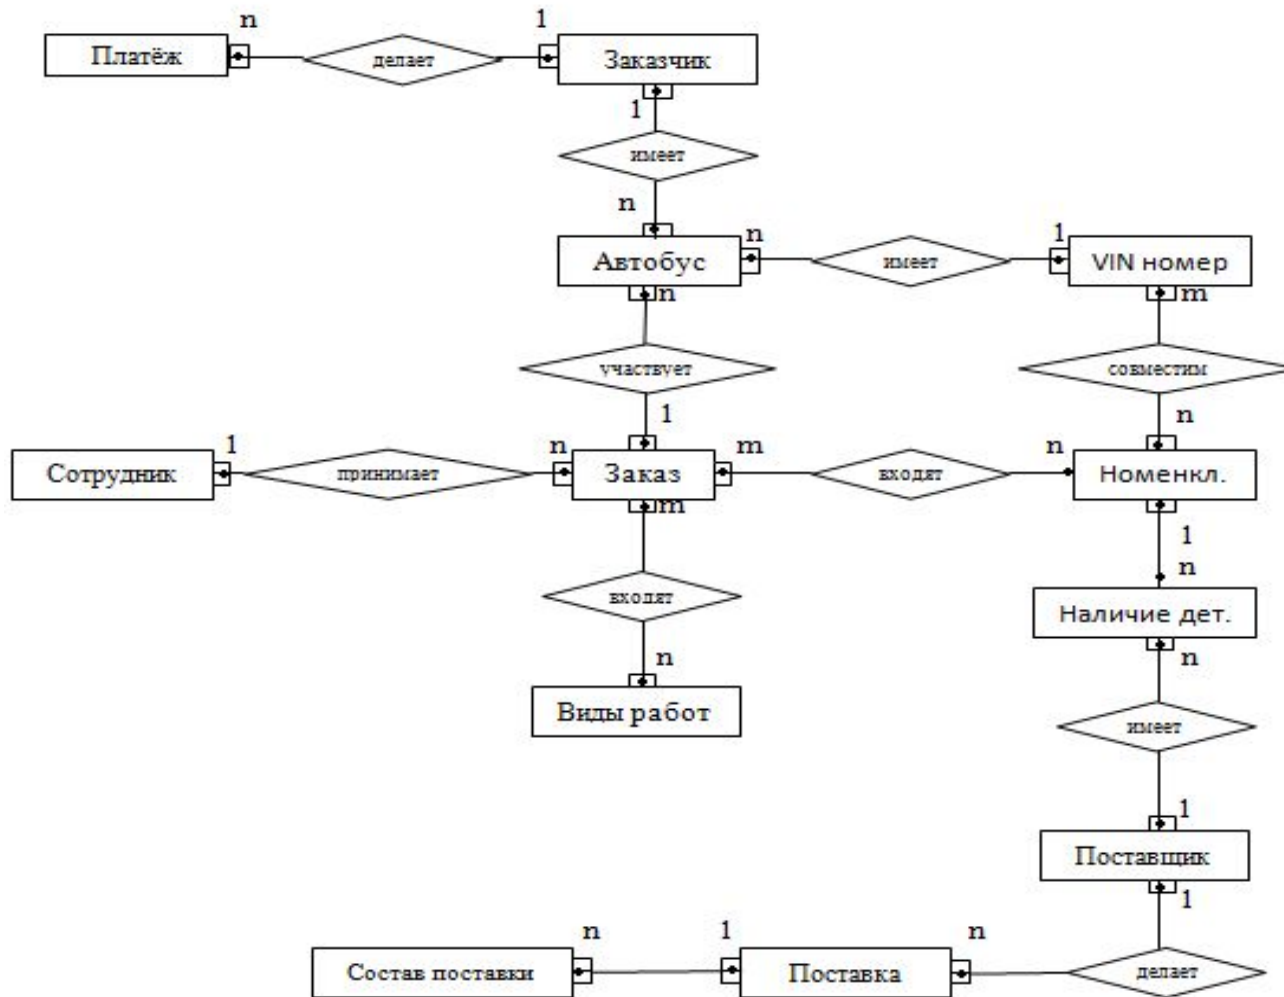 n 1
Платёж делает Заказчик
1
имеет
n
n 1
Автобус имеет VIN номер
n m
участвует совместим
1 n
1 n m n
Сотрудник принимает Заказ входят Номенкл.
m
1
n
входят
Наличие дет.
n n
Виды работ имеет
1
Поставщик
1
n 1 n
Состав поставки Поставка делает